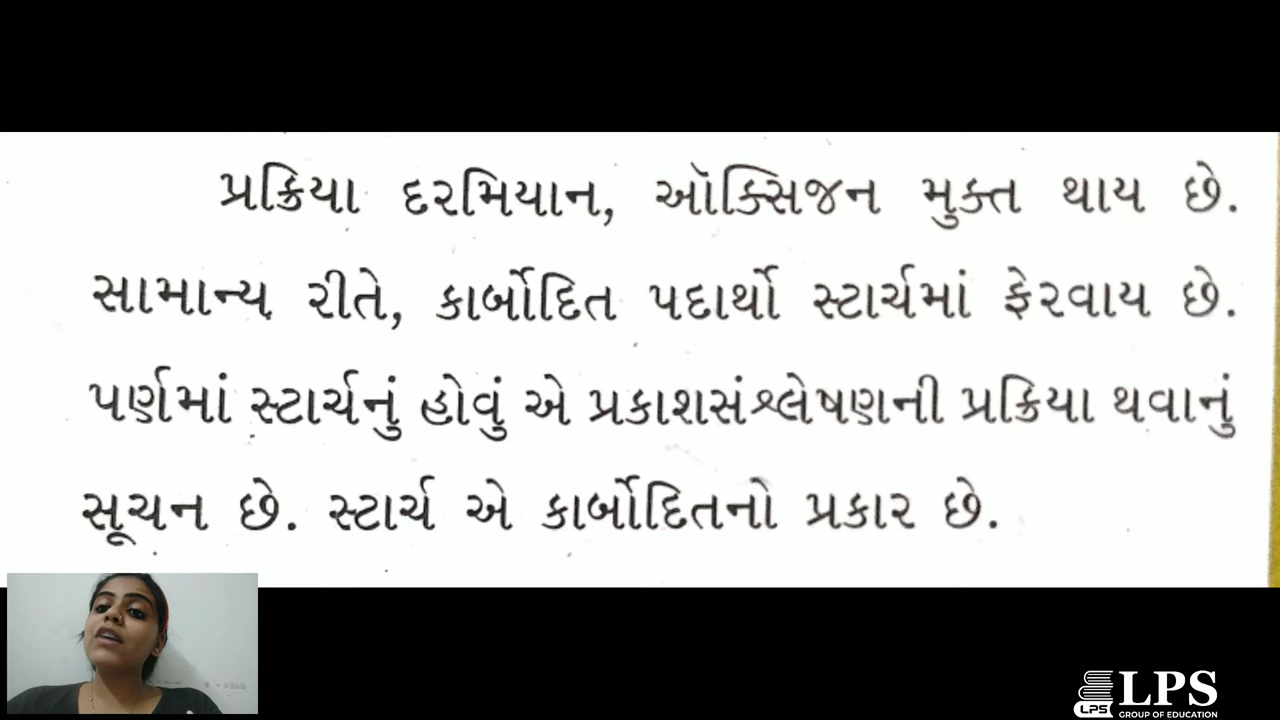 પ્રક્રિયા દરમિયાન, ઑક્સિજન મુક્ત થાય છે.
સામાન્ય રીતે, કાર્બોદિત પદાર્થો સ્ટાર્ચમાં ફેરવાય છે.
પર્ણમાં સ્ટાર્ચનું હોવું એ પ્રકાશસંશ્લેષણની પ્રક્રિયા થવાનું
સૂચન છે. સ્ટાર્ચ એ કાર્બોદિતનો પ્રકાર છે.
LPS
LPS
GROUP OF EDUCATION